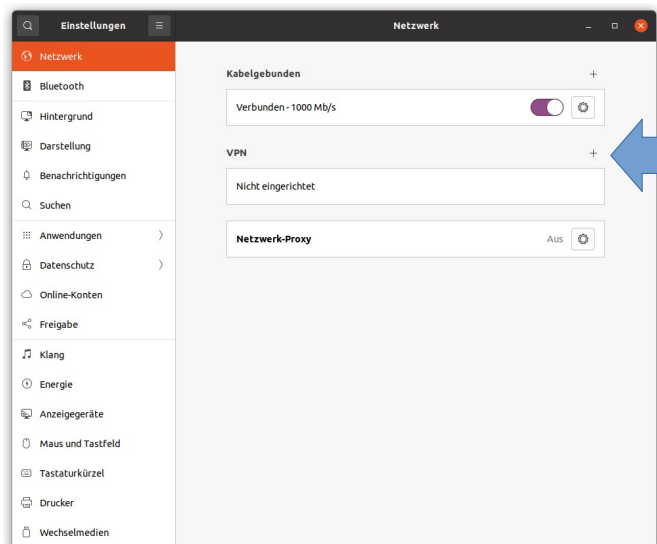 Einstellungen
Netzwerk
Netzwerk
Bluetooth
Hintergrund
Darstellung
Benachrichtigungen
Suchen
Anwendungen
Datenschutz
Online-Konten
Freigabe
Klang
Energie
Anzeigegeräte
Maus und Tastfeld
Tastaturkürzel
Drucker
Wechselmedien
Kabelgebunden
Verbunden - 1000 Mb/s
VPN
Nicht eingerichtet
Netzwerk-Proxy Aus